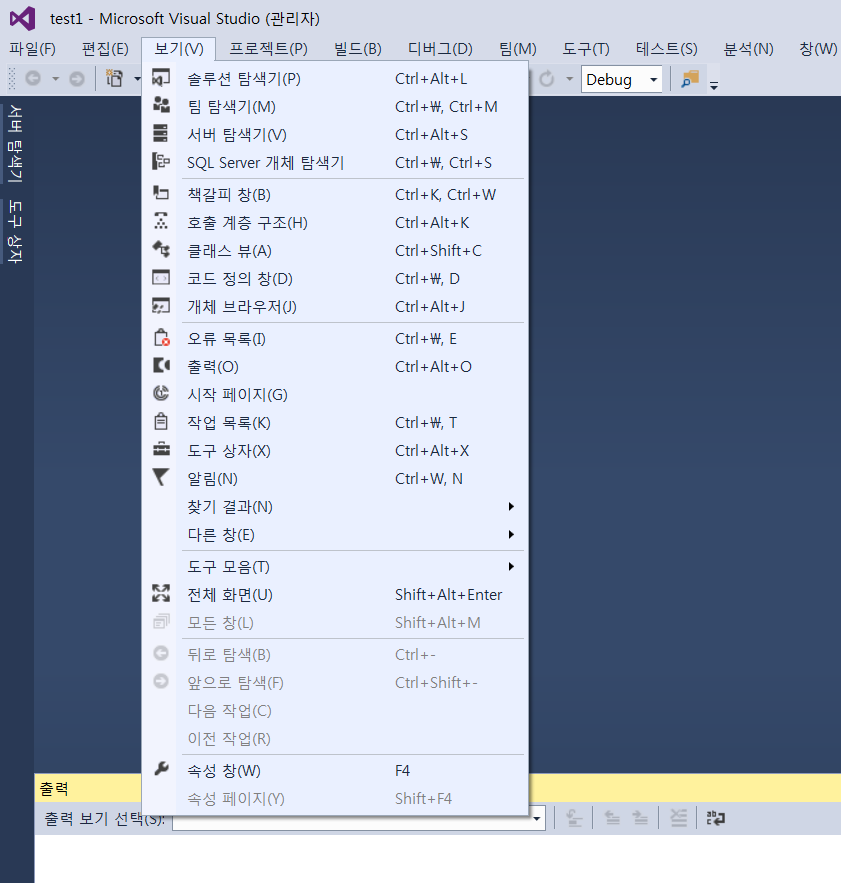 test1 - Microsoft Visual Studio (관리자)
파일(F) 편집(E) 보기(V) 프로젝트(P) 빌드(B) 디버그(D) 팀(M) 도구(T) 테스트(S) 분석(N) 창(W)
Debug
서버 탐색기
도구 상자
솔루션 탐색기(P) Ctrl+Alt+L
팀 탐색기(M) Ctrl+₩, Ctrl+M
서버 탐색기(V) Ctrl+Alt+S
SQL Server 개체 탐색기 Ctrl+₩, Ctrl+S
책갈피 창(B) Ctrl+K, Ctrl+W
호출 계층 구조(H) Ctrl+Alt+K
클래스 뷰(A) Ctrl+Shift+C
코드 정의 창(D) Ctrl+₩, D
개체 브라우저(J) Ctrl+Alt+J
오류 목록(I) Ctrl+₩, E
출력(O) Ctrl+Alt+O
시작 페이지(G)
작업 목록(K) Ctrl+₩, T
도구 상자(X) Ctrl+Alt+X
알림(N) Ctrl+W, N
찾기 결과(N)
다른 창(E)
도구 모음(T)
전체 화면(U) Shift+Alt+Enter
모든 창(L) Shift+Alt+M
뒤로 탐색(B) Ctrl+-
앞으로 탐색(F) Ctrl+Shift+-
다음 작업(C)
이전 작업(R)
속성 창(W) F4
속성 페이지(Y) Shift+F4
출력
출력 보기 선택(S):